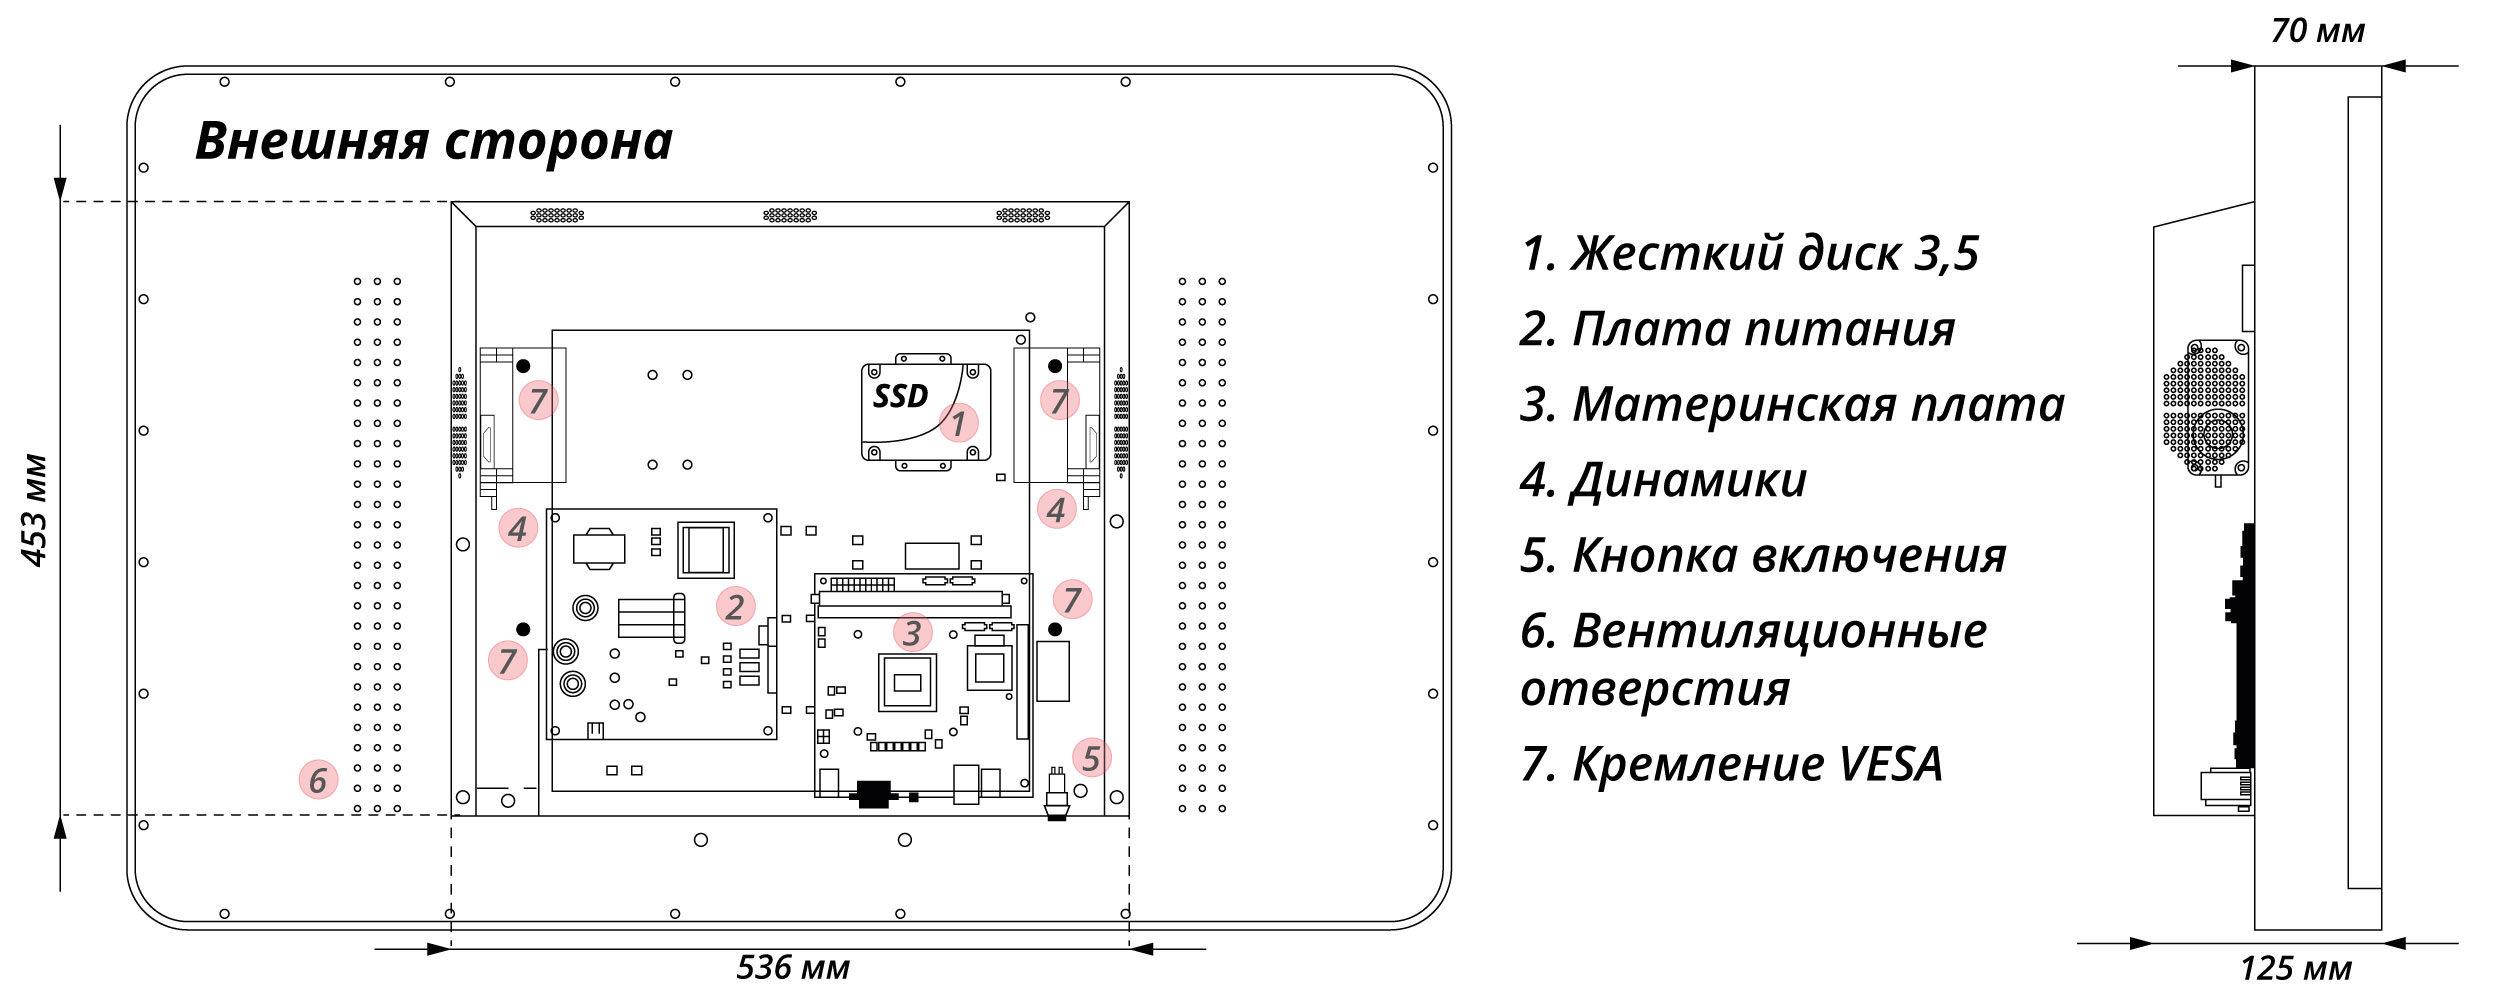 70 мм
Внешняя сторона
1. Жесткий диск 3,5
2. Плата питания
3. Материнская плата
4. Динамики
5. Кнопка включения
6. Вентиляционные
отверстия
7. Кремление VESA
SSD
1
7
7
4
4
2
3
7
7
5
6
453 мм
536 мм
125 мм